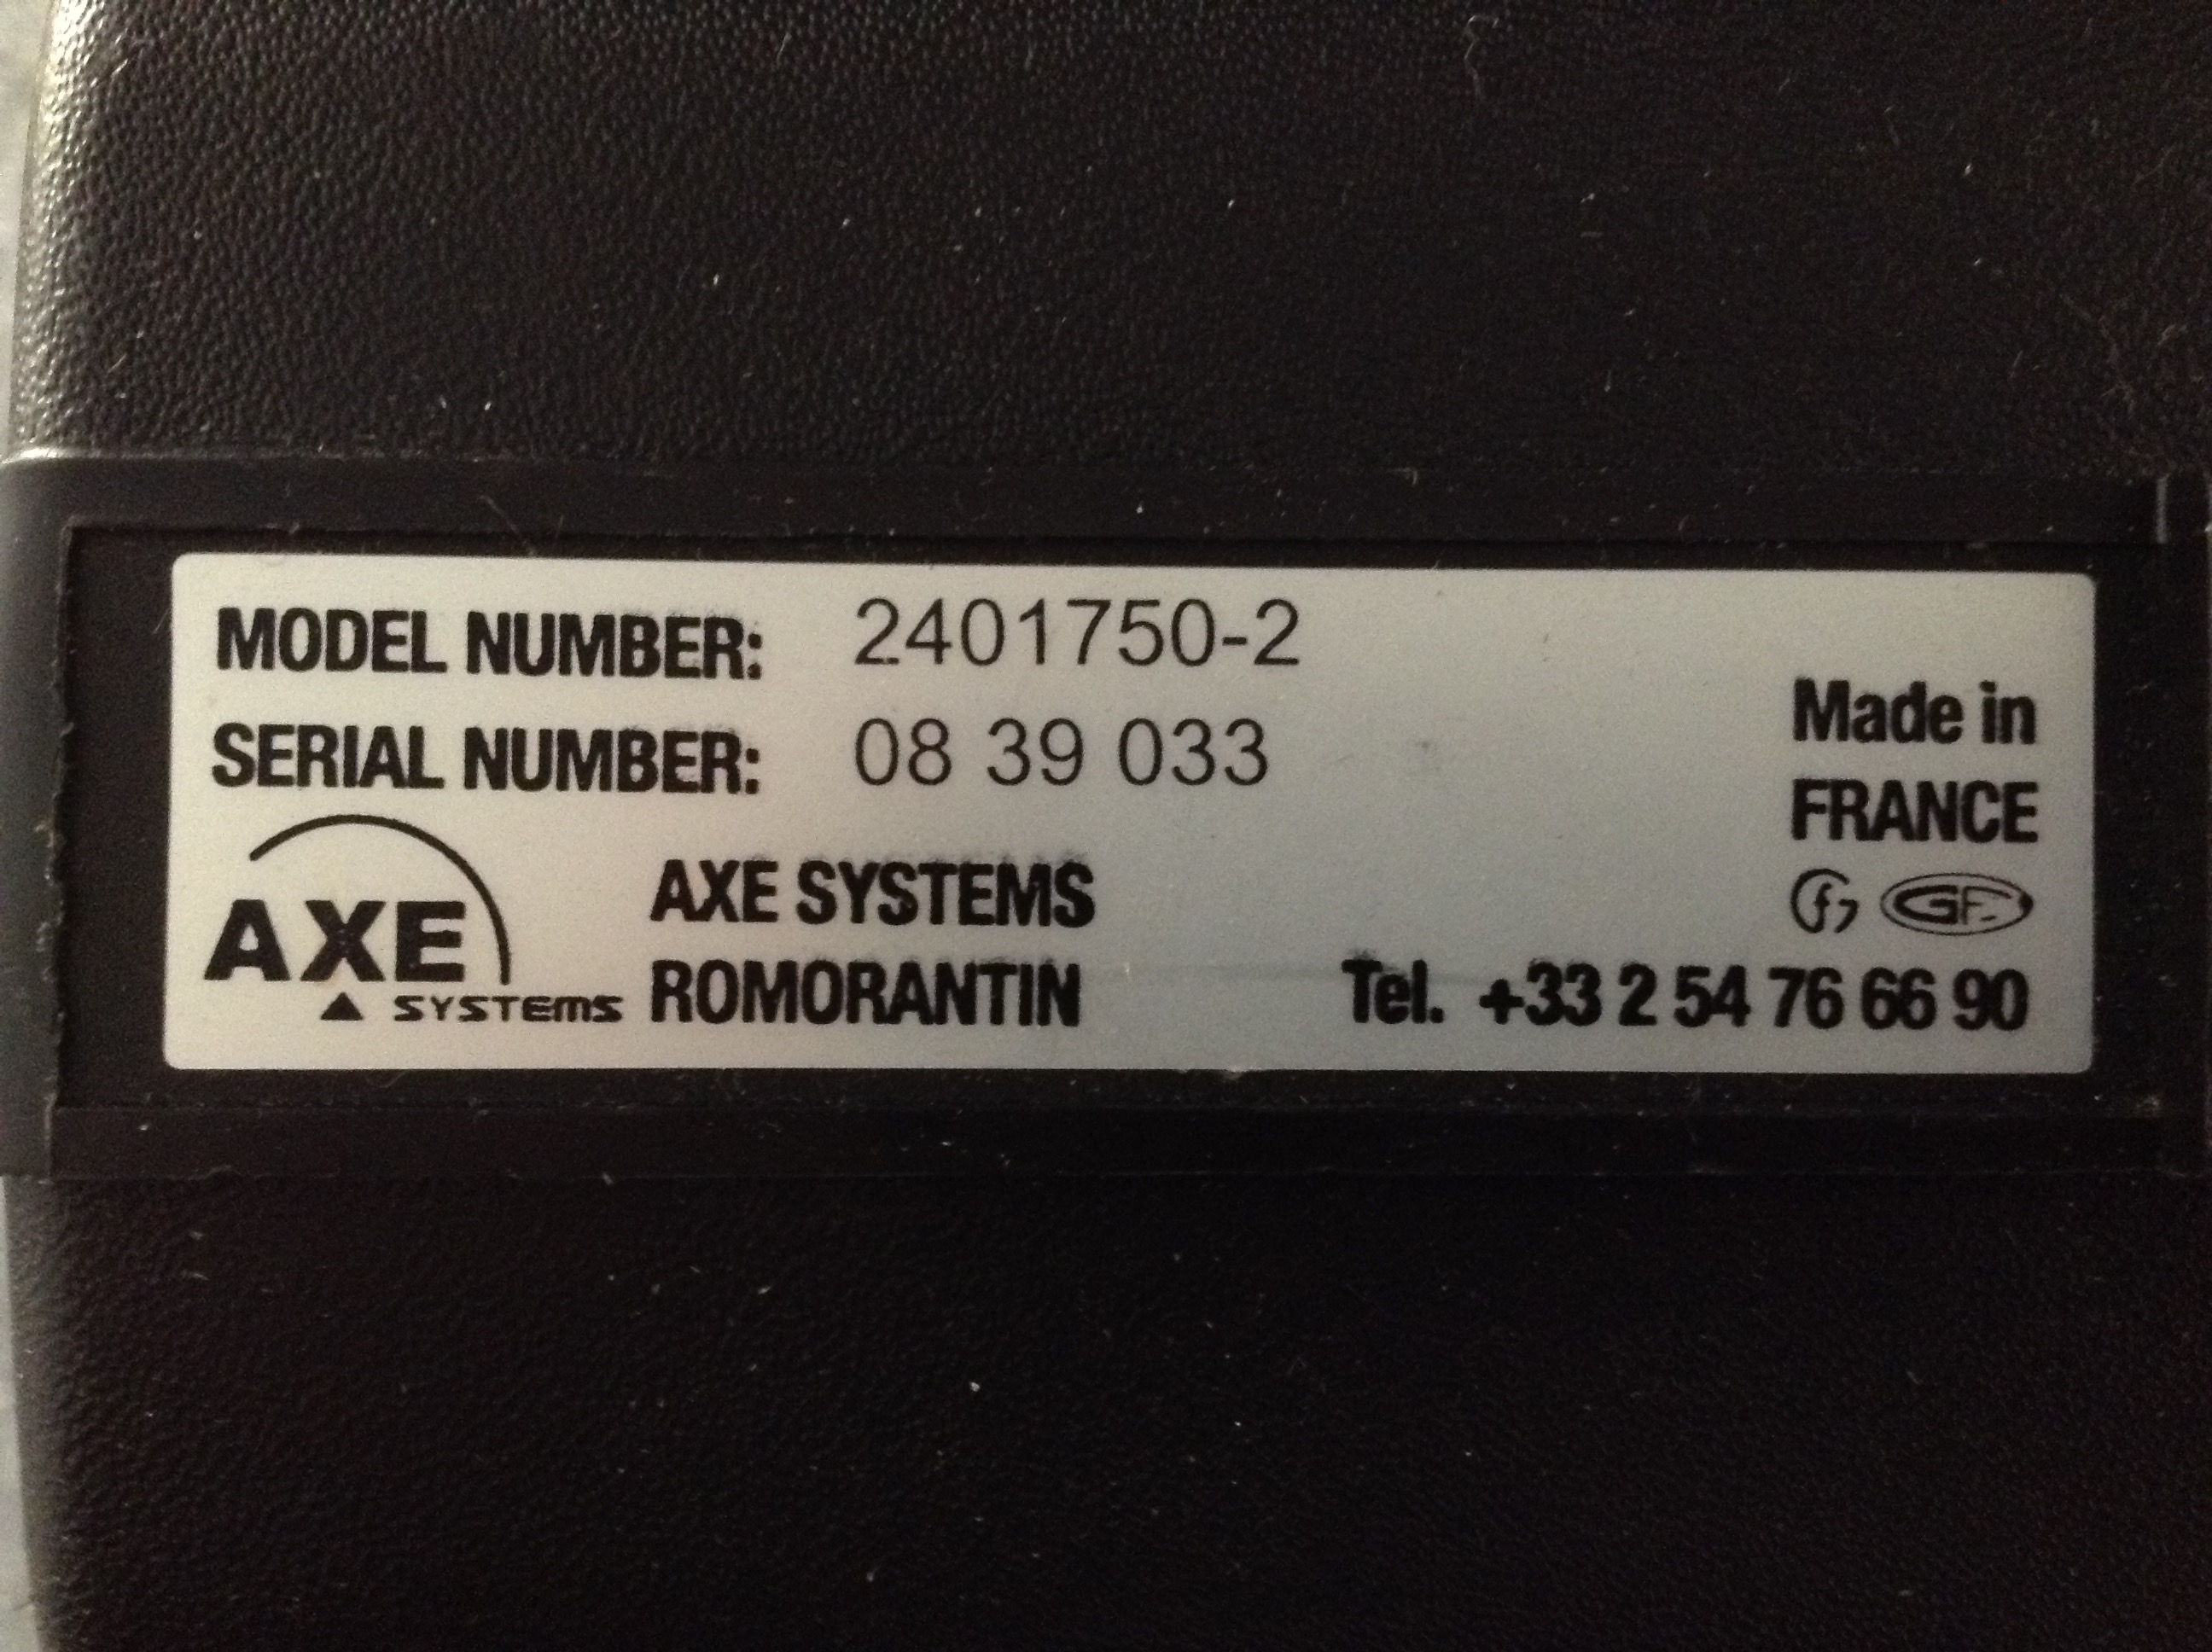 MODEL NUMBER: 2401750-2
SERIAL NUMBER: 08 39 033
Made in
FRANCE
AXE
SYSTEMS
AXE SYSTEMS
ROMORANTIN
GF
Tel. +33 2 54 76 66 90